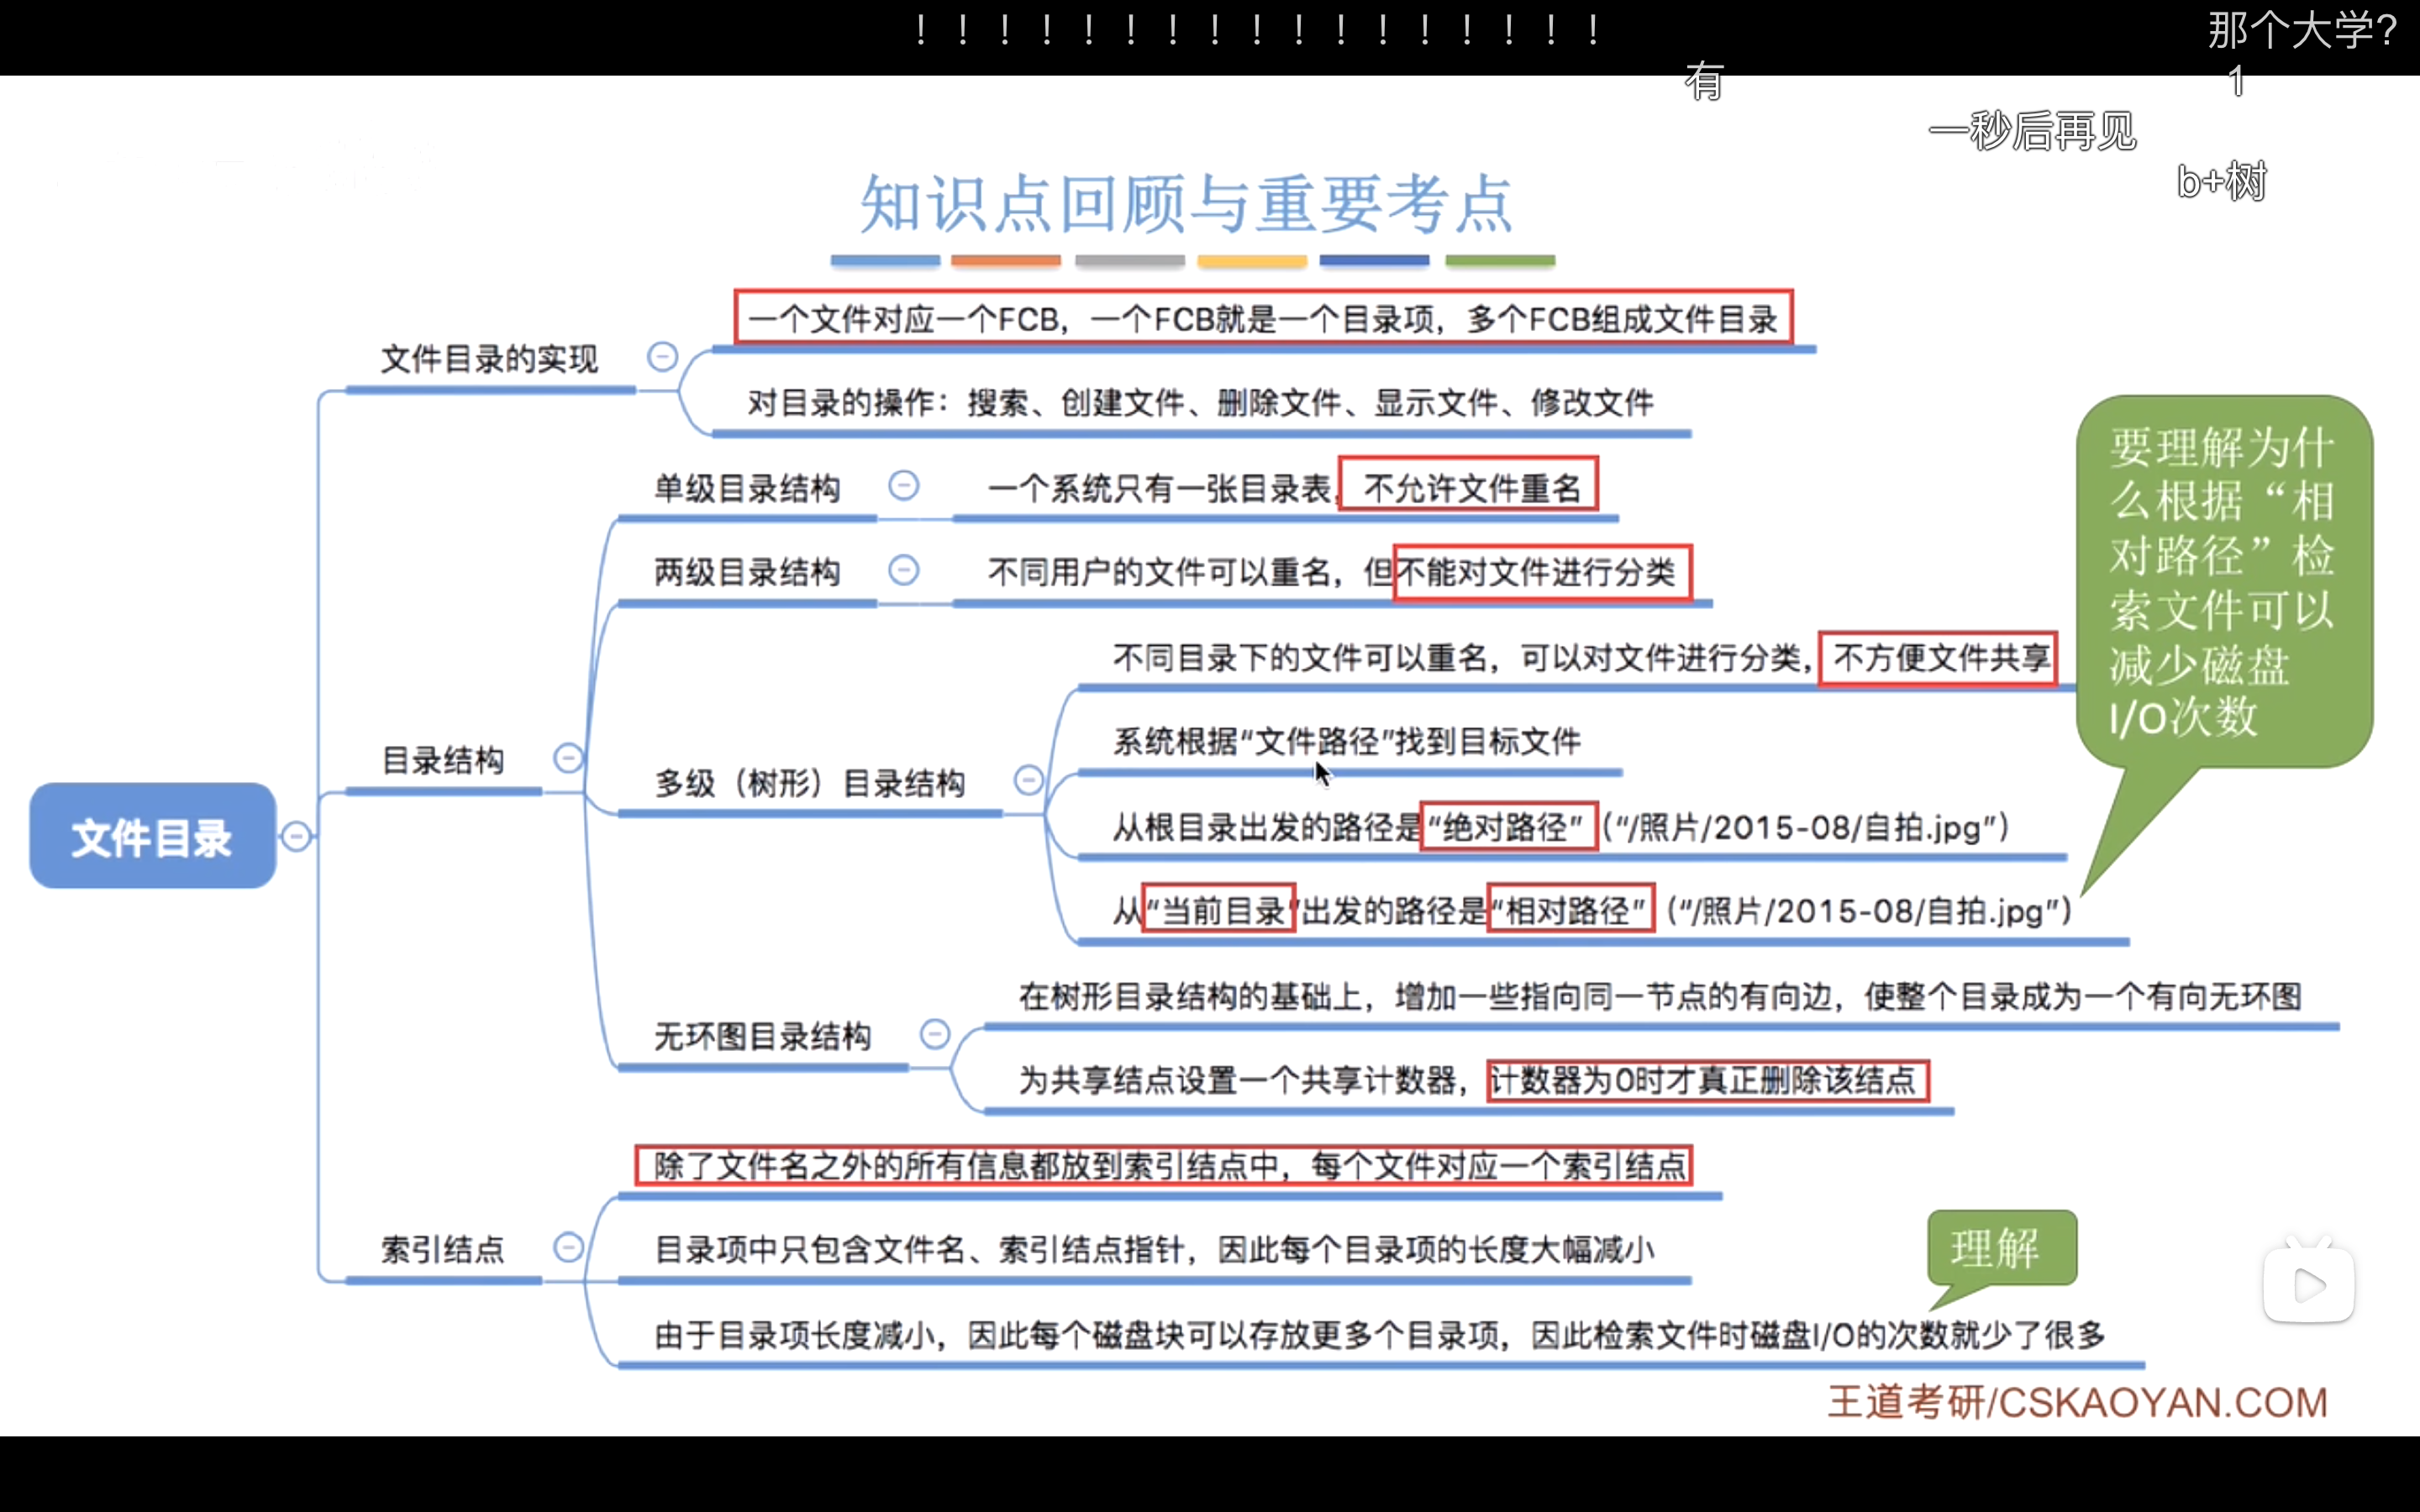 ！！！！！！！！！！！！！！！！！
那个大学？
有
1
一秒后再见
b+树
知识点回顾与重要考点
一个文件对应一个FCB，一个FCB就是一个目录项，多个FCB组成文件目录
文件目录的实现
对目录的操作：搜索、创建文件、删除文件、显示文件、修改文件
单级目录结构
一个系统只有一张目录表，不允许文件重名
两级目录结构
不同用户的文件可以重名，但不能对文件进行分类
不同目录下的文件可以重名，可以对文件进行分类，不方便文件共享
系统根据“文件路径”找到目标文件
目录结构
多级（树形）目录结构
从根目录出发的路径是“绝对路径”（“/照片/2015-08/自拍.jpg”）
从“当前目录”出发的路径是“相对路径”（“/照片/2015-08/自拍.jpg”）
要理解为什
么根据“相
对路径”检
索文件可以
减少磁盘
I/O次数
文件目录
在树形目录结构的基础上，增加一些指向同一节点的有向边，使整个目录成为一个有向无环图
无环图目录结构
为共享结点设置一个共享计数器，计数器为0时才真正删除该结点
除了文件名之外的所有信息都放到索引结点中，每个文件对应一个索引结点
索引结点
目录项中只包含文件名、索引结点指针，因此每个目录项的长度大幅减小
理解
由于目录项长度减小，因此每个磁盘块可以存放更多个目录项，因此检索文件时磁盘I/O的次数就少了很多
王道考研/CSKAOYAN.COM